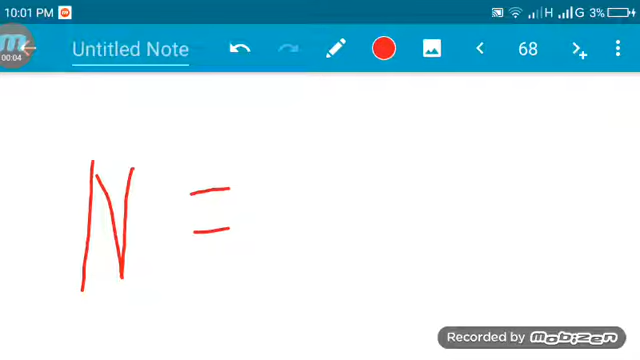 10:01 PM H G 3%
00:04 Untitled Note 68
N =
Recorded by MOBIZEN